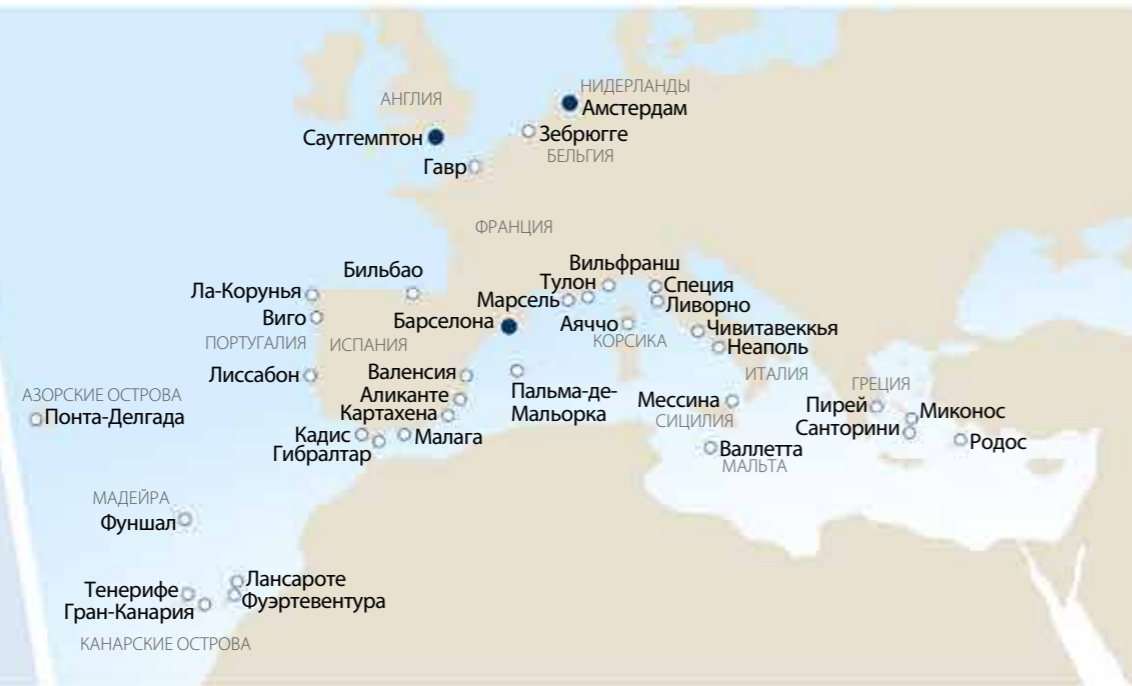 НИДЕРЛАНДЫ
АНГЛИЯ
Амстердам
Саутгемптон
Зебрюгге
БЕЛЬГИЯ
Гавр
ФРАНЦИЯ
Вильфранш
Бильбао
Тулон
Специя
Ла-Корунья
Марсель
Ливорно
Виго
Барселона
Аяччо
Чивитавеккья
ПОРТУГАЛИЯ
ИСПАНИЯ
КОРСИКА
Неаполь
Лиссабон
Валенсия
ИТАЛИЯ
ГРЕЦИЯ
АЗОРСКИЕ ОСТРОВА
Аликанте
Пальма-де-
Мальорка
Мессина
Пирей
Миконос
Понта-Делгада
Картахена
СИЦИЛИЯ
Санторини
Кадис
Малага
Родос
Гибралтар
Валлетта
МАЛЬТА
МАДЕЙРА
Фуншал
Лансароте
Тенерифе
Фуэртевентура
Гран-Канария
КАНАРСКИЕ ОСТРОВА